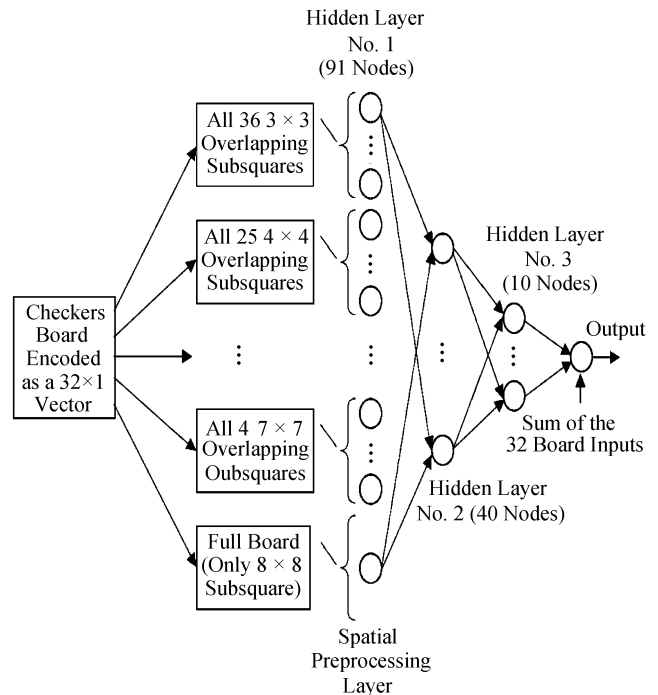 Hidden Layer
No. 1
(91 Nodes)
All 36 3 × 3
Overlapping
Subsquares
All 25 4 × 4
Overlapping
Subsquares
Hidden Layer
No. 3
(10 Nodes)
Checkers
Board
Encoded
as a 32×1
Vector
Output
Sum of the
32 Board Inputs
All 4 7 × 7
Overlapping
Oubsquares
Hidden Layer
No. 2 (40 Nodes)
Full Board
(Only 8 × 8
Subsquare)
Spatial
Preprocessing
Layer